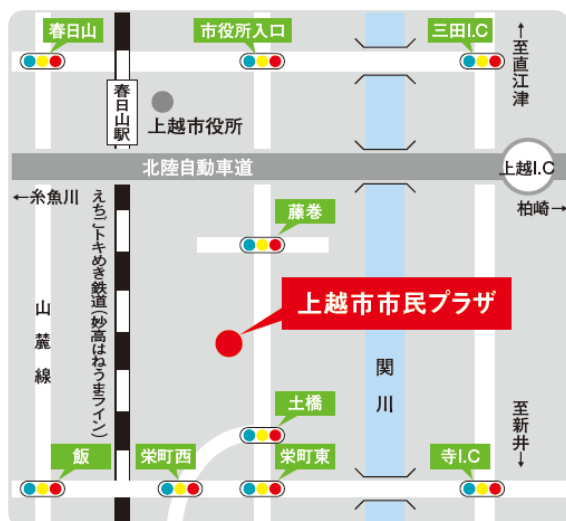 春日山
市役所入口
三田I.C
↑至直江津
春日山駅
上越市役所
北陸自動車道
上越I.C
←糸魚川
柏崎→
えちごトキめき鉄道(妙高はねうまライン)
藤巻
上越市市民プラザ
山麓線
関川
土橋
至新井↓
飯
栄町西
栄町東
寺I.C